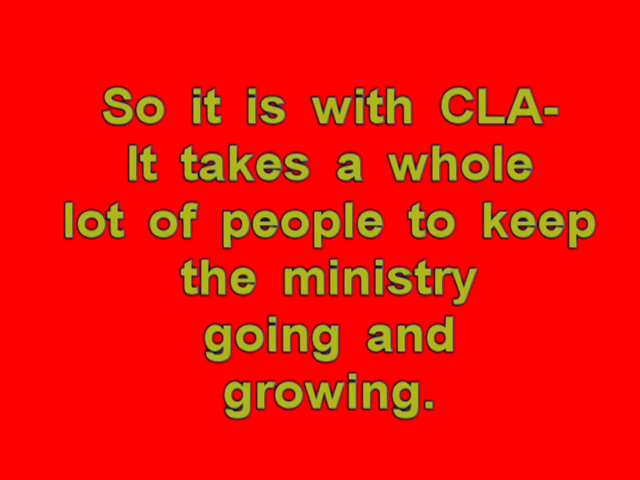 So it is with CLA-
It takes a whole
lot of people to keep
the ministry
going and
growing.